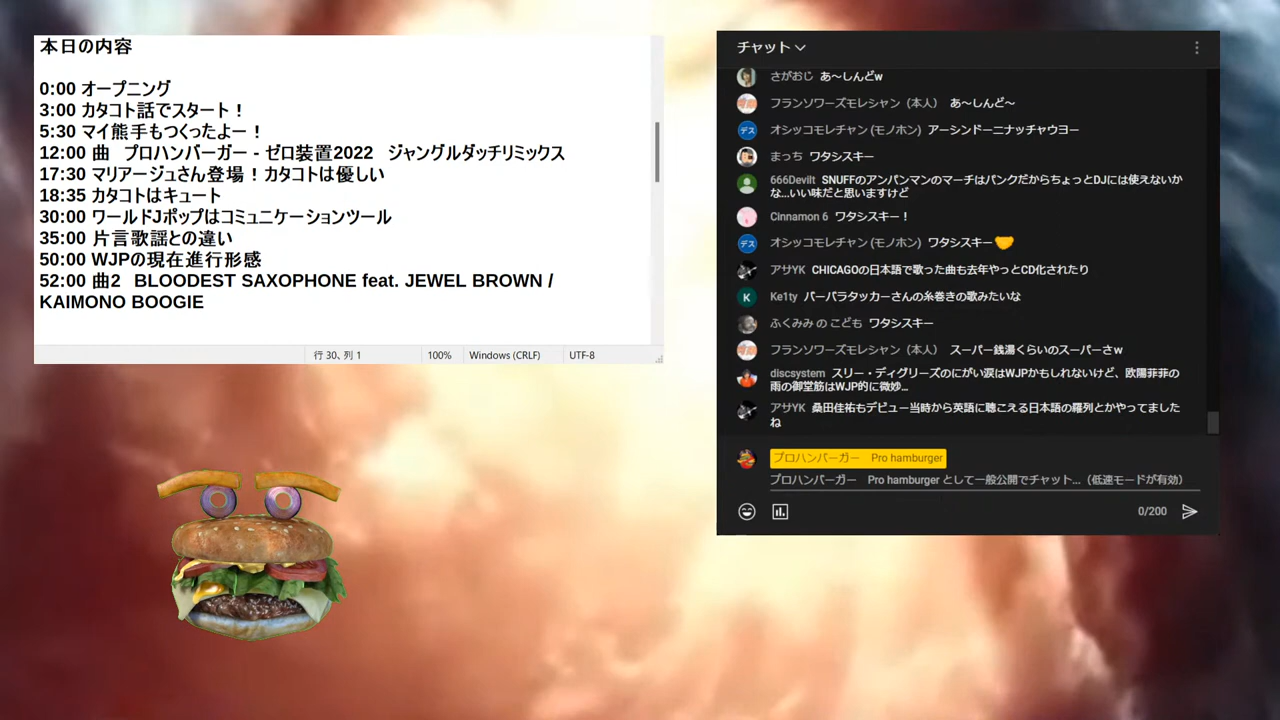 本日の内容
0:00 オープニング
3:00 カタコト話でスタート！
5:30 マイ熊手もつくったよー！
12:00 曲　プロハンバーガー - ゼロ装置2022　ジャングルダッチリミックス
17:30 マリアージュさん登場！カタコトは優しい
18:35 カタコトはキュート
30:00 ワールドJポップはコミュニケーションツール
35:00 片言歌謡との違い
50:00 WJPの現在進行形感
52:00 曲2　BLOODEST SAXOPHONE feat. JEWEL BROWN /
KAIMONO BOOGIE
行 30、列 1　100%　Windows (CRLF)　UTF-8
チャット
さがおじ あ～しんどw
フランソワーズモレシャン（本人） あ～しんど～
オシッコモレチャン (モノホン) アーシンドーニナッチャウヨー
まっち ワタシスキー
666Devilt SNUFFのアンパンマンのマーチはパンクだからちょっとDJには使えないか
な...いい味だと思いますけど
Cinnamon 6 ワタシスキー！
オシッコモレチャン (モノホン) ワタシスキー
アサYK CHICAGOの日本語で歌った曲も去年やっとCD化されたり
K Ke1ty バーバラタッカーさんの糸巻きの歌みたいな
ふくみみ の こども ワタシスキー
フランソワーズモレシャン（本人） スーパー銭湯くらいのスーパーさw
discsystem スリー・ディグリーズのにがい涙はWJPかもしれないけど、欧陽菲菲の
雨の御堂筋はWJP的に微妙...
アサYK 桑田佳祐もデビュー当時から英語に聴こえる日本語の羅列とかやってました
ね
プロハンバーガー　Pro hamburger
プロハンバーガー　Pro hamburger として一般公開でチャット...（低速モードが有効）
0/200